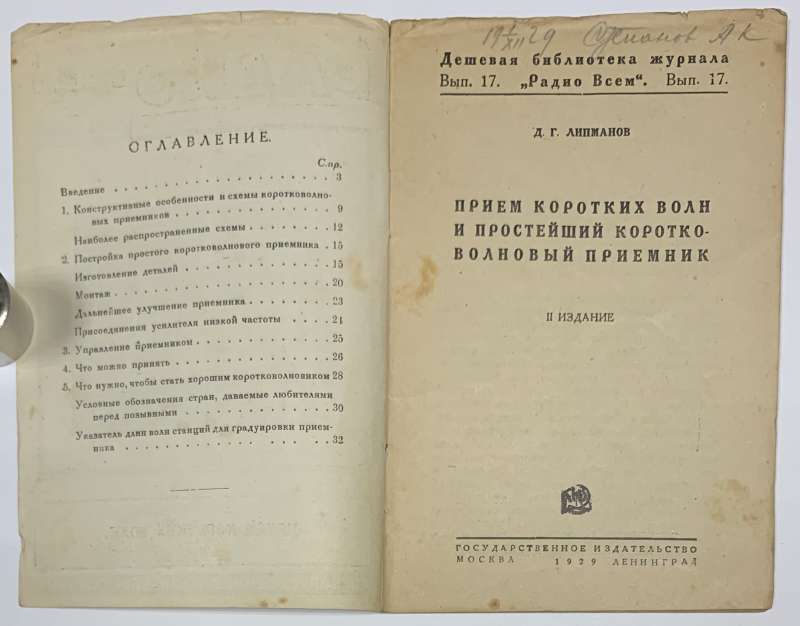 ОГЛАВЛЕНИЕ.
Стр.
Введение . . . . . . . . . . . . . . . . . . . . 3
1. Конструктивные особенности и схемы коротковолно-
вых приемников . . . . . . . . . . . . . . . 9
Наиболее распространенные схемы . . . . . . . . 12
2. Постройка простого коротковолнового приемника . 15
Изготовление деталей . . . . . . . . . . . . . . 15
Монтаж . . . . . . . . . . . . . . . . . . . . 20
Дальнейшее улучшение приемника . . . . . . . . 23
Присоединения усилителя низкой частоты . . . . 24
3. Управление приемником . . . . . . . . . . . . . 25
4. Что можно принять . . . . . . . . . . . . . . . 26
5. Что нужно, чтобы стать хорошим коротковолновиком 28
Условные обозначения стран, даваемые любителями
перед позывными . . . . . . . . . . . . . . 30
Указатель длин волн станций для градуировки прием-
ника . . . . . . . . . . . . . . . . . . . 32
29 А К
Дешевая библиотека журнала
Вып. 17. „Радио Всем“. Вып. 17.
Д. Г. ЛИПМАНОВ
ПРИЕМ КОРОТКИХ ВОЛН
И ПРОСТЕЙШИЙ КОРОТКО-
ВОЛНОВЫЙ ПРИЕМНИК
II ИЗДАНИЕ
ГОСУДАРСТВЕННОЕ ИЗДАТЕЛЬСТВО
МОСКВА 1929 ЛЕНИНГРАД